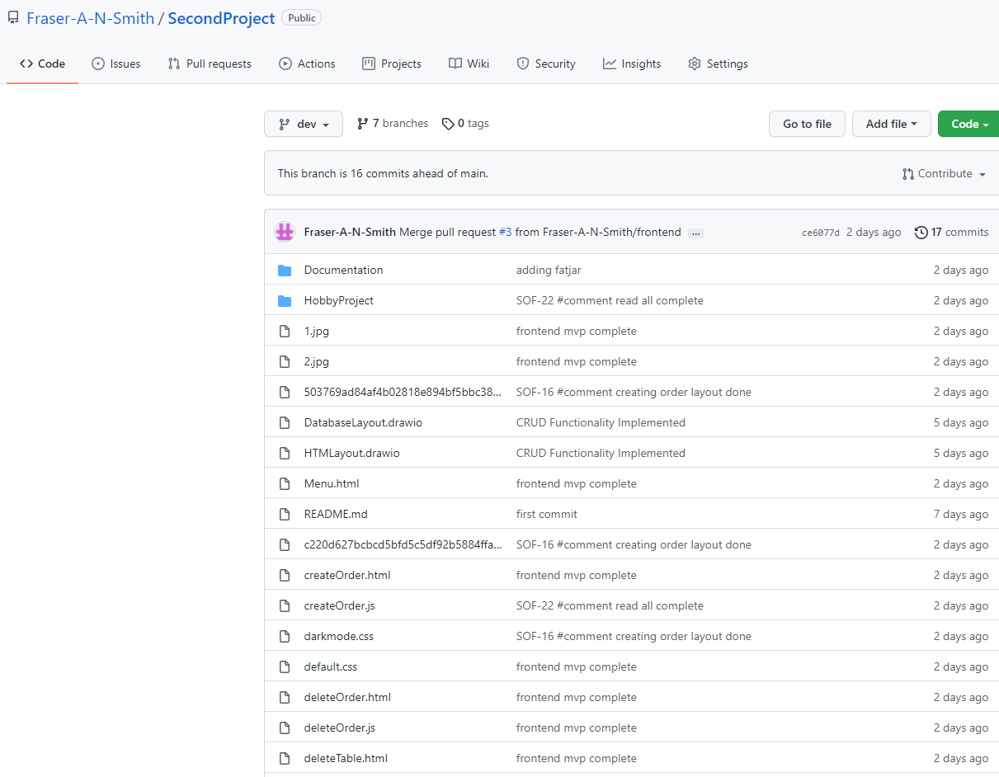 Fraser-A-N-Smith / SecondProject Public
Code Issues Pull requests Actions Projects Wiki Security Insights Settings
dev 7 branches 0 tags Go to file Add file Code
This branch is 16 commits ahead of main. Contribute
Fraser-A-N-Smith Merge pull request #3 from Fraser-A-N-Smith/frontend ... ce6077d 2 days ago 17 commits
Documentation adding fatjar 2 days ago
HobbyProject SOF-22 #comment read all complete 2 days ago
1.jpg frontend mvp complete 2 days ago
2.jpg frontend mvp complete 2 days ago
503769ad84af4b02818e894bf5bbc38... SOF-16 #comment creating order layout done 2 days ago
DatabaseLayout.drawio CRUD Functionality Implemented 5 days ago
HTMLayout.drawio CRUD Functionality Implemented 5 days ago
Menu.html frontend mvp complete 2 days ago
README.md first commit 7 days ago
c220d627bcbcd5bfd5c5df92b5884ffa... SOF-16 #comment creating order layout done 2 days ago
createOrder.html frontend mvp complete 2 days ago
createOrder.js SOF-22 #comment read all complete 2 days ago
darkmode.css SOF-16 #comment creating order layout done 2 days ago
default.css frontend mvp complete 2 days ago
deleteOrder.html frontend mvp complete 2 days ago
deleteOrder.js frontend mvp complete 2 days ago
deleteTable.html frontend mvp complete 2 days ago